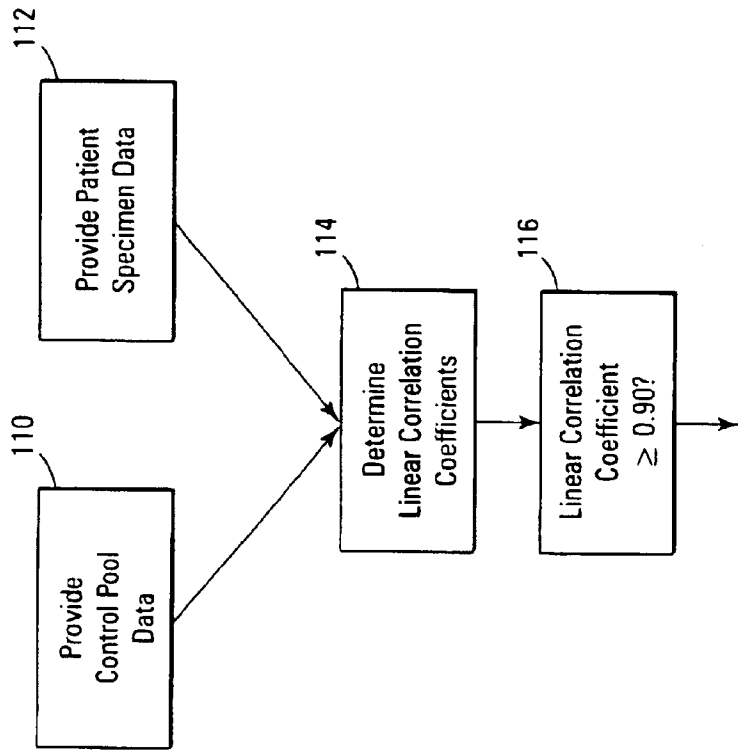 110
Provide
Control Pool
Data
112
Provide Patient
Specimen Data
114
Determine
Linear Correlation
Coefficients
116
Linear Correlation
Coefficient
≥ 0.90?